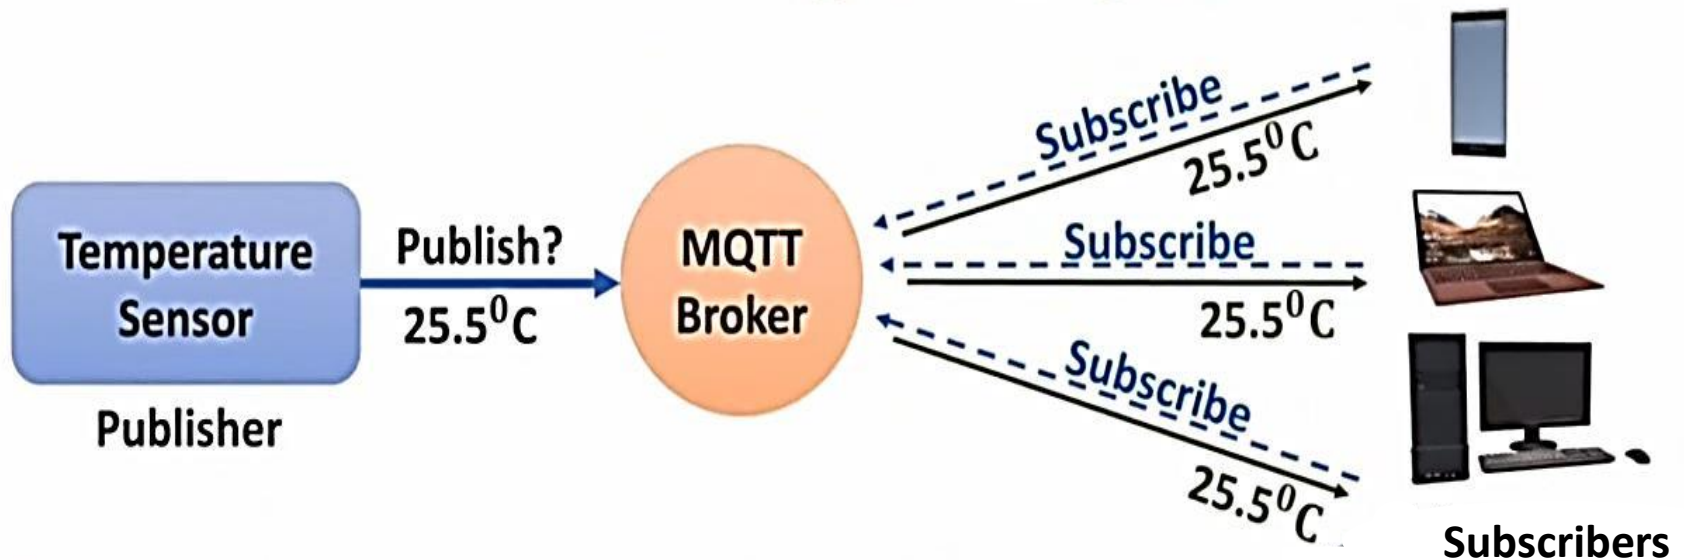 Temperature
Sensor
Publisher
Publish?
25.5⁰C
MQTT
Broker
Subscribe
25.5⁰C
Subscribe
25.5⁰C
Subscribe
25.5⁰C
Subscribers